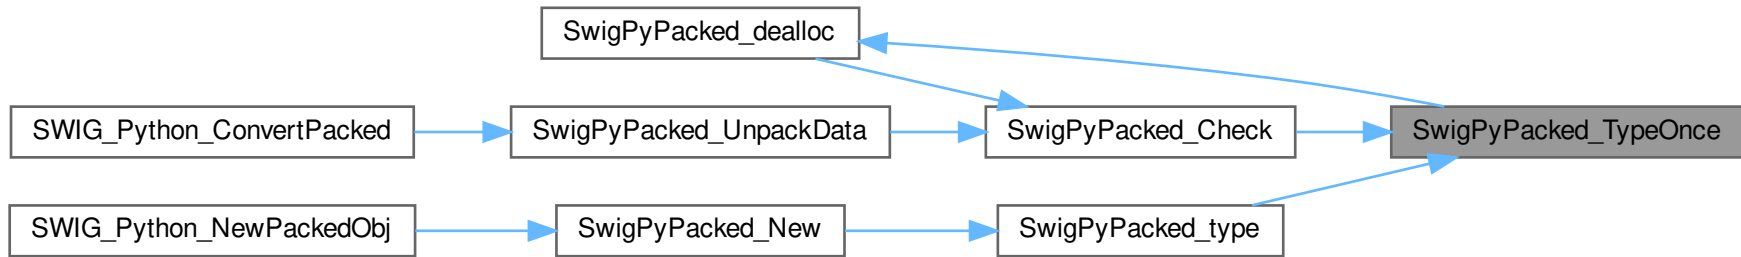 SwigPyPacked_dealloc
SWIG_Python_ConvertPacked
SwigPyPacked_UnpackData
SwigPyPacked_Check
SwigPyPacked_TypeOnce
SWIG_Python_NewPackedObj
SwigPyPacked_New
SwigPyPacked_type